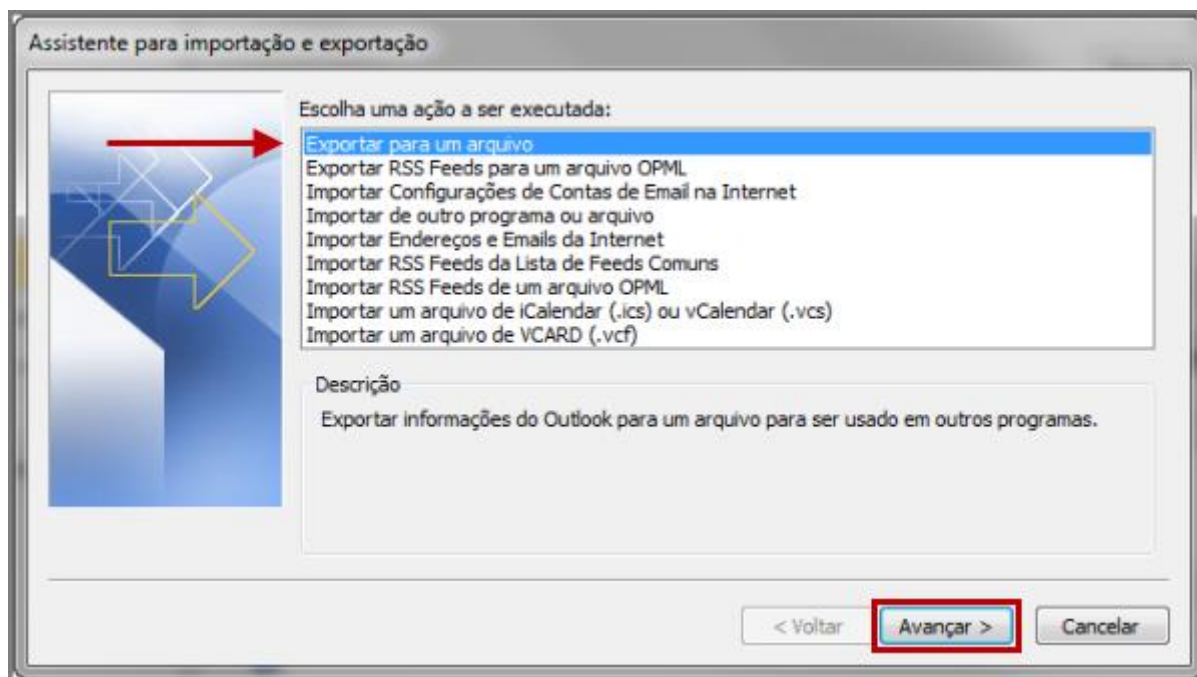 Assistente para importação e exportação
Escolha uma ação a ser executada:
Exportar para um arquivo
Exportar RSS Feeds para um arquivo OPML
Importar Configurações de Contas de Email na Internet
Importar de outro programa ou arquivo
Importar Endereços e Emails da Internet
Importar RSS Feeds da Lista de Feeds Comuns
Importar RSS Feeds de um arquivo OPML
Importar um arquivo de iCalendar (.ics) ou vCalendar (.vcs)
Importar um arquivo de VCARD (.vcf)
Descrição
Exportar informações do Outlook para um arquivo para ser usado em outros programas.
< Voltar Avançar > Cancelar